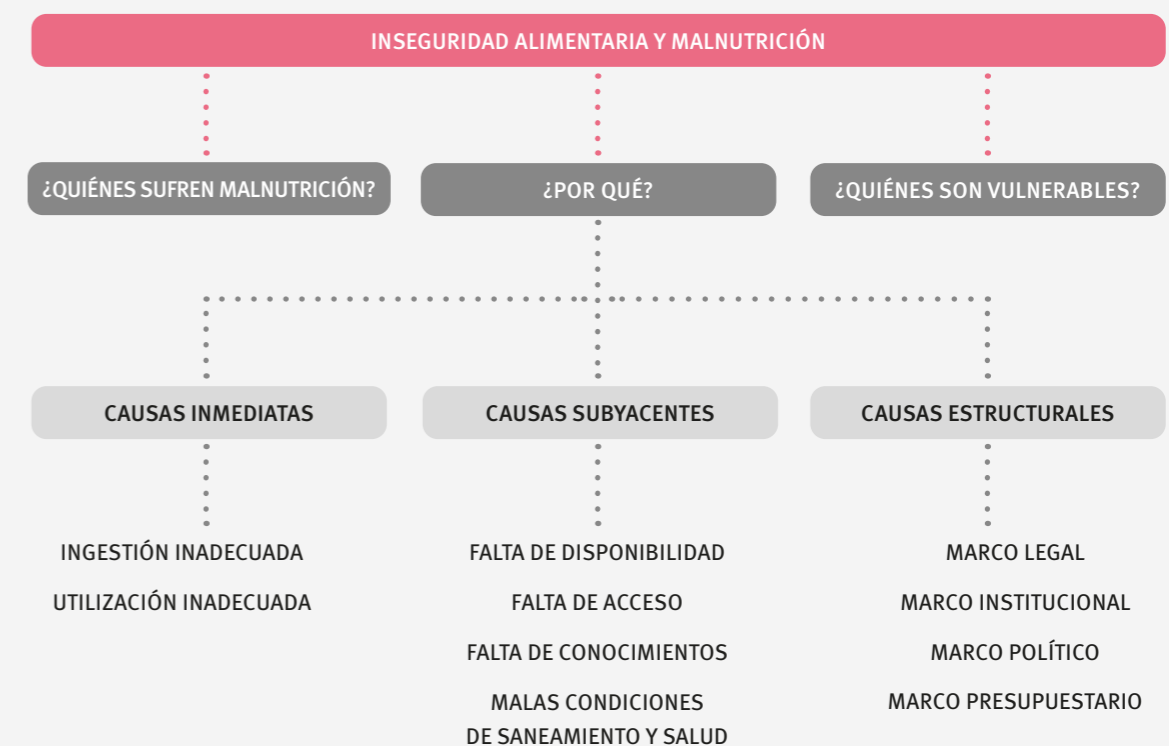 INSEGURIDAD ALIMENTARIA Y MALNUTRICIÓN
¿QUIÉNES SUFREN MALNUTRICIÓN?
¿POR QUÉ?
¿QUIÉNES SON VULNERABLES?
CAUSAS INMEDIATAS
CAUSAS SUBYACENTES
CAUSAS ESTRUCTURALES
INGESTIÓN INADECUADA
UTILIZACIÓN INADECUADA
FALTA DE DISPONIBILIDAD
FALTA DE ACCESO
FALTA DE CONOCIMIENTOS
MALAS CONDICIONES
DE SANEAMIENTO Y SALUD
MARCO LEGAL
MARCO INSTITUCIONAL
MARCO POLÍTICO
MARCO PRESUPUESTARIO